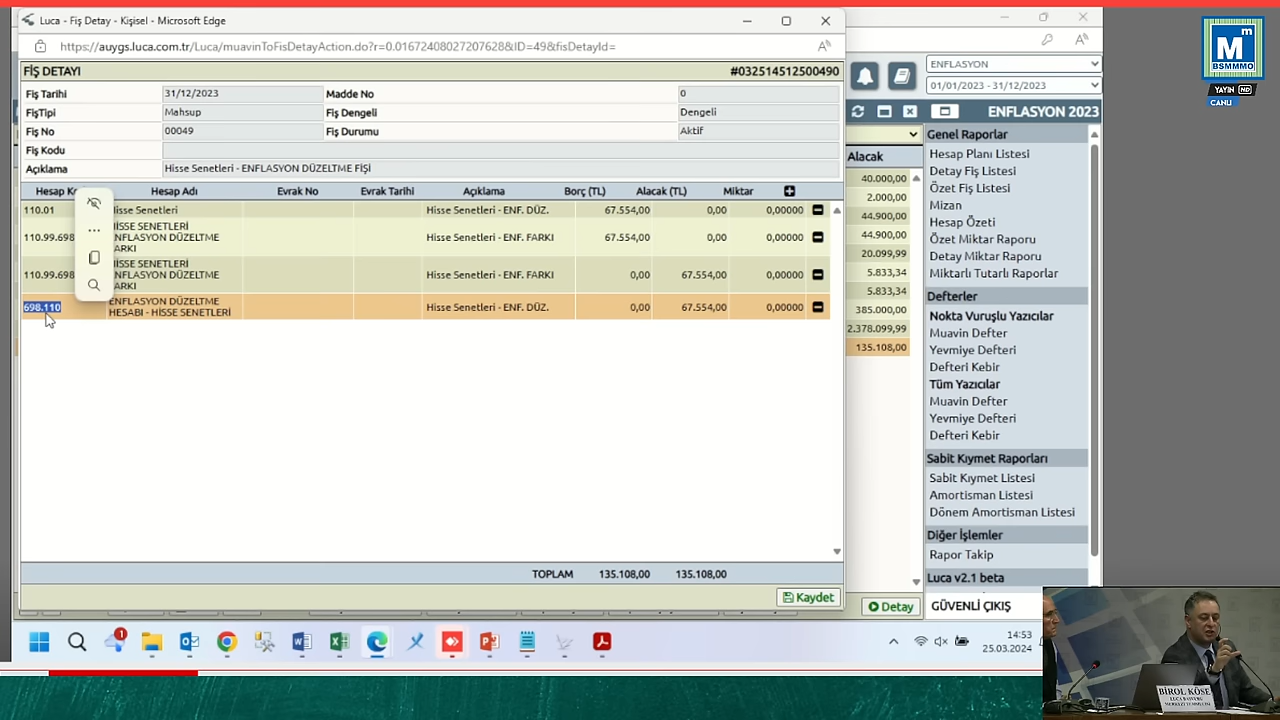 Luca - Fiş Detay - Kişisel - Microsoft Edge
https://auygs.luca.com.tr/Luca/muavinToFisDetayAction.do?r=0.01672408027207628&ID=49&fisDetayId=
FİŞ DETAYI #032514512500490
Fiş Tarihi 31/12/2023 Madde No 0
FişTipi Mahsup Fiş Dengeli Dengeli
Fiş No 00049 Fiş Durumu Aktif
Fiş Kodu
Açıklama Hisse Senetleri - ENFLASYON DÜZELTME FİŞİ
Hesap Hesap Adı Evrak No Evrak Tarihi Açıklama Borç (TL) Alacak (TL) Miktar
110.01 Hisse Senetleri Hisse Senetleri - ENF. DÜZ. 67.554,00 0,00 0,00000
HİSSE SENETLERİ
110.99.698 ENFLASYON DÜZELTME Hisse Senetleri - ENF. FARKI 67.554,00 0,00 0,00000
FARKI
HİSSE SENETLERİ
110.99.698 ENFLASYON DÜZELTME Hisse Senetleri - ENF. FARKI 0,00 67.554,00 0,00000
FARKI
698.110 ENFLASYON DÜZELTME Hisse Senetleri - ENF. DÜZ. 0,00 67.554,00 0,00000
HESABI - HİSSE SENETLERİ
TOPLAM 135.108,00 135.108,00
Kaydet
Alacak
40.000,00
2.000,00
44.900,00
44.900,00
20.099,99
5.833,34
5.833,34
385.000,00
2.378.099,99
135.108,00
Detay
ENFLASYON
01/01/2023 - 31/12/2023
ENFLASYON 2023
Genel Raporlar
Hesap Planı Listesi
Detay Fiş Listesi
Özet Fiş Listesi
Mizan
Hesap Özeti
Özet Miktar Raporu
Detay Miktar Raporu
Miktarlı Tutarlı Raporlar
Defterler
Nokta Vuruşlu Yazıcılar
Muavin Defter
Yevmiye Defteri
Defteri Kebir
Tüm Yazıcılar
Muavin Defter
Yevmiye Defteri
Defteri Kebir
Sabit Kıymet Raporları
Sabit Kıymet Listesi
Amortisman Listesi
Dönem Amortisman Listesi
Diğer İşlemler
Rapor Takip
Luca v2.1 beta
GÜVENLİ ÇIKIŞ
1
14:53
25.03.2024
Mm
BSMMMO
YAYIN HD
CANLI
BİROL KÖSE